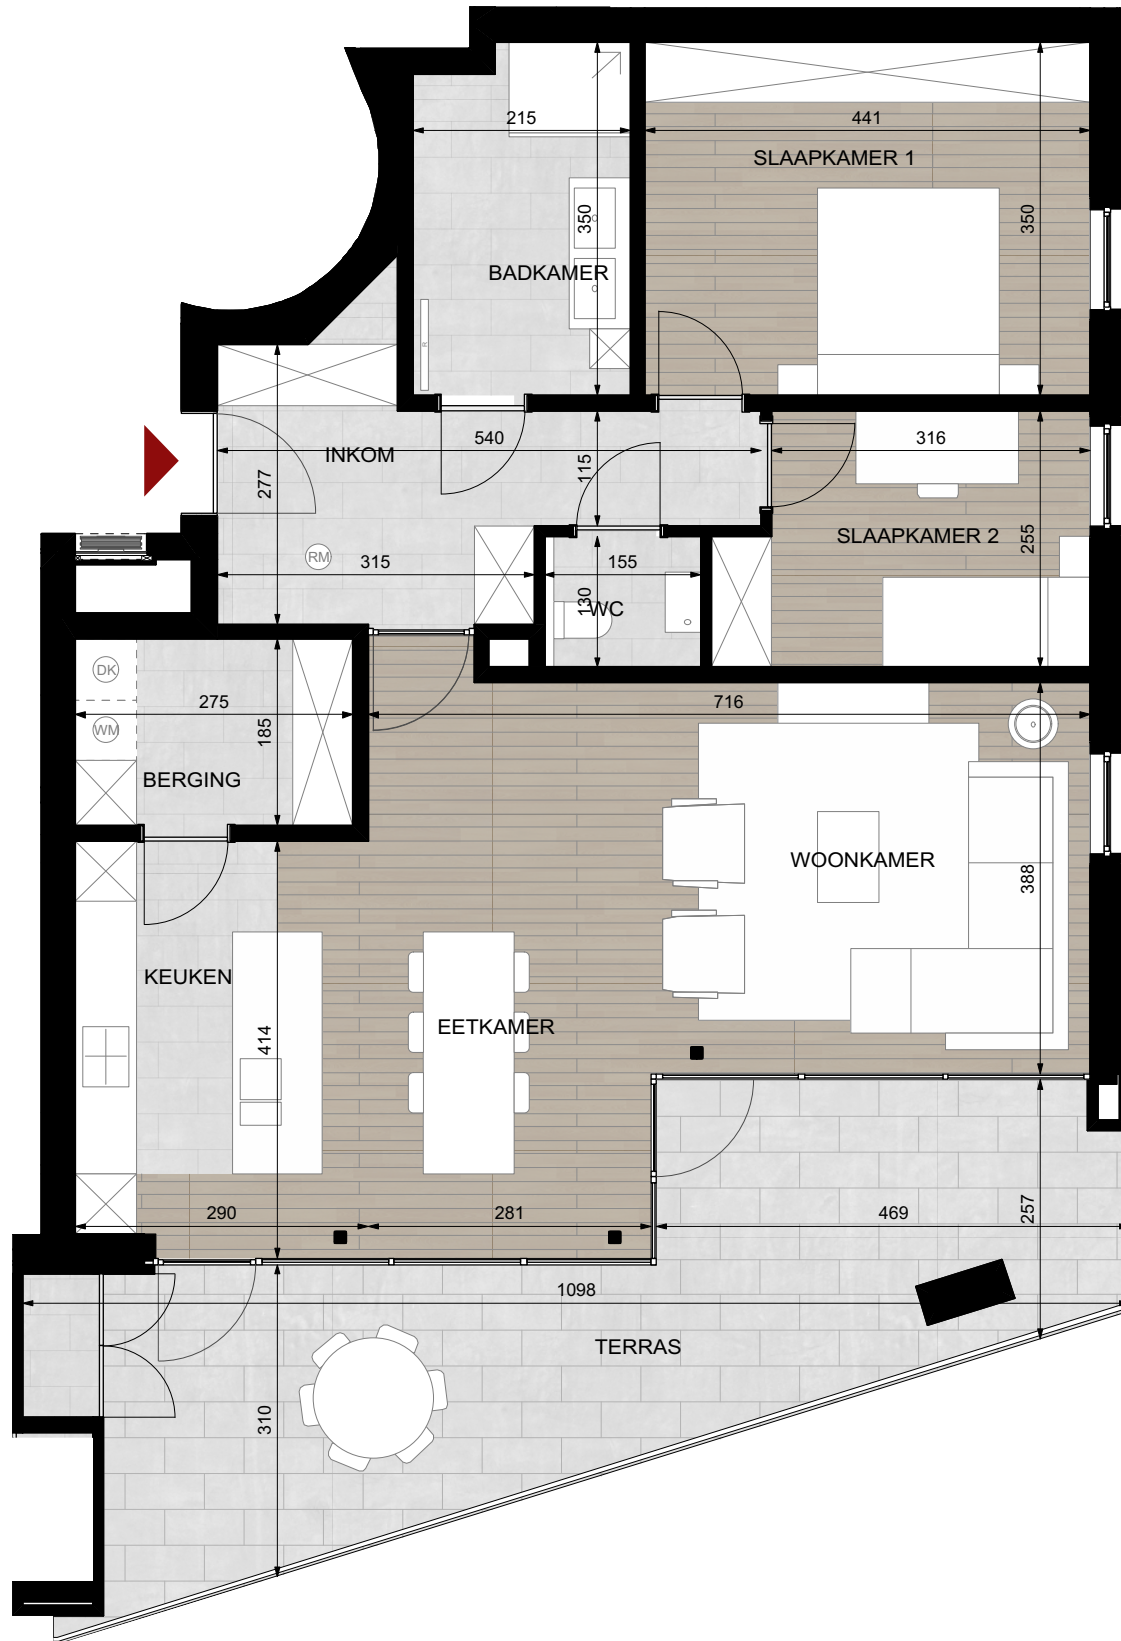 215
441
SLAAPKAMER 1
350
350
BADKAMER
R
INKOM
540
316
277
115
255
SLAAPKAMER 2
RM
315
155
130
WC
DK
275
716
WM
185
BERGING
WOONKAMER
388
KEUKEN
EETKAMER
414
290
281
469
257
1098
TERRAS
310